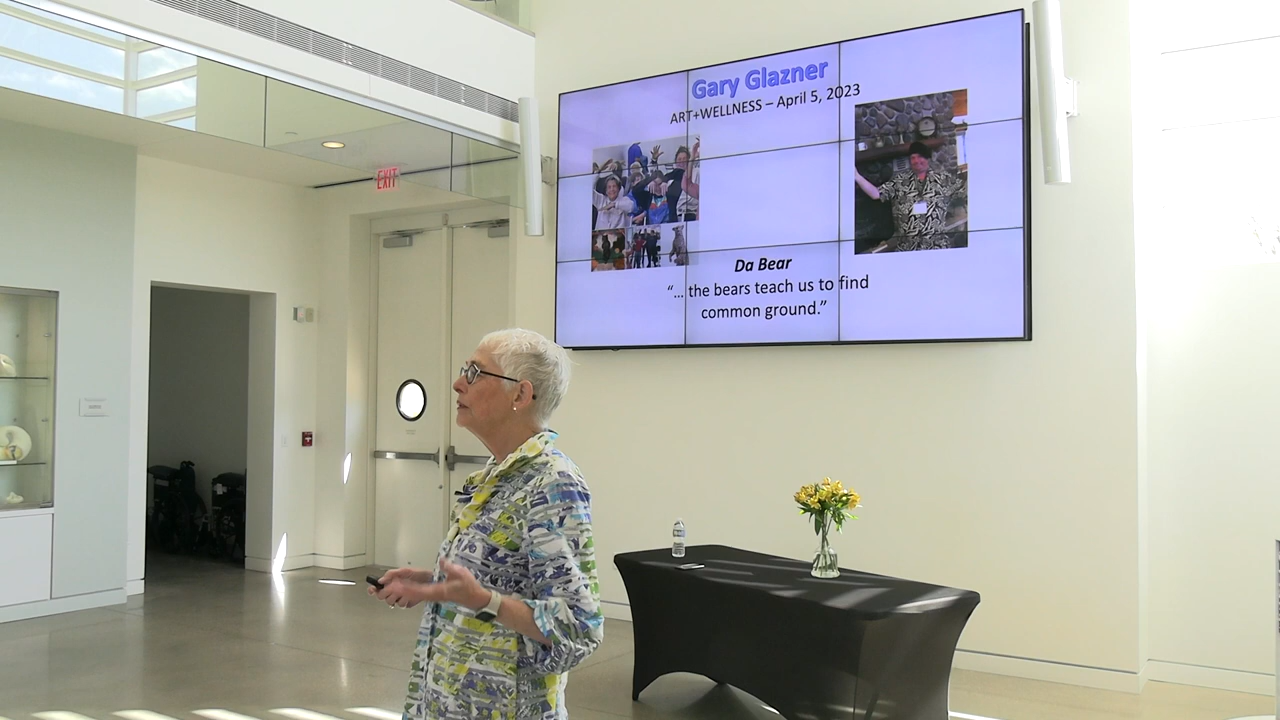 Gary Glazner
ART+WELLNESS – April 5, 2023
EXIT
Da Bear
“... the bears teach us to find
common ground.”